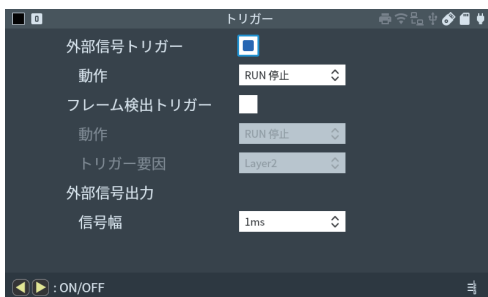 0 トリガー
外部信号トリガー
動作 RUN 停止
フレーム検出トリガー
動作 RUN 停止
トリガー要因 Layer2
外部信号出力
信号幅 1ms
: ON/OFF